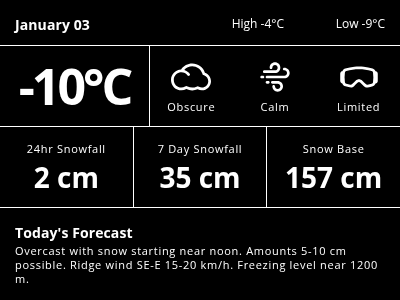 January 03 High -4°C Low -9°C
-10°C
Obscure Calm Limited
24hr Snowfall 7 Day Snowfall Snow Base
2 cm 35 cm 157 cm
Today's Forecast
Overcast with snow starting near noon. Amounts 5-10 cm
possible. Ridge wind SE-E 15-20 km/h. Freezing level near 1200
m.